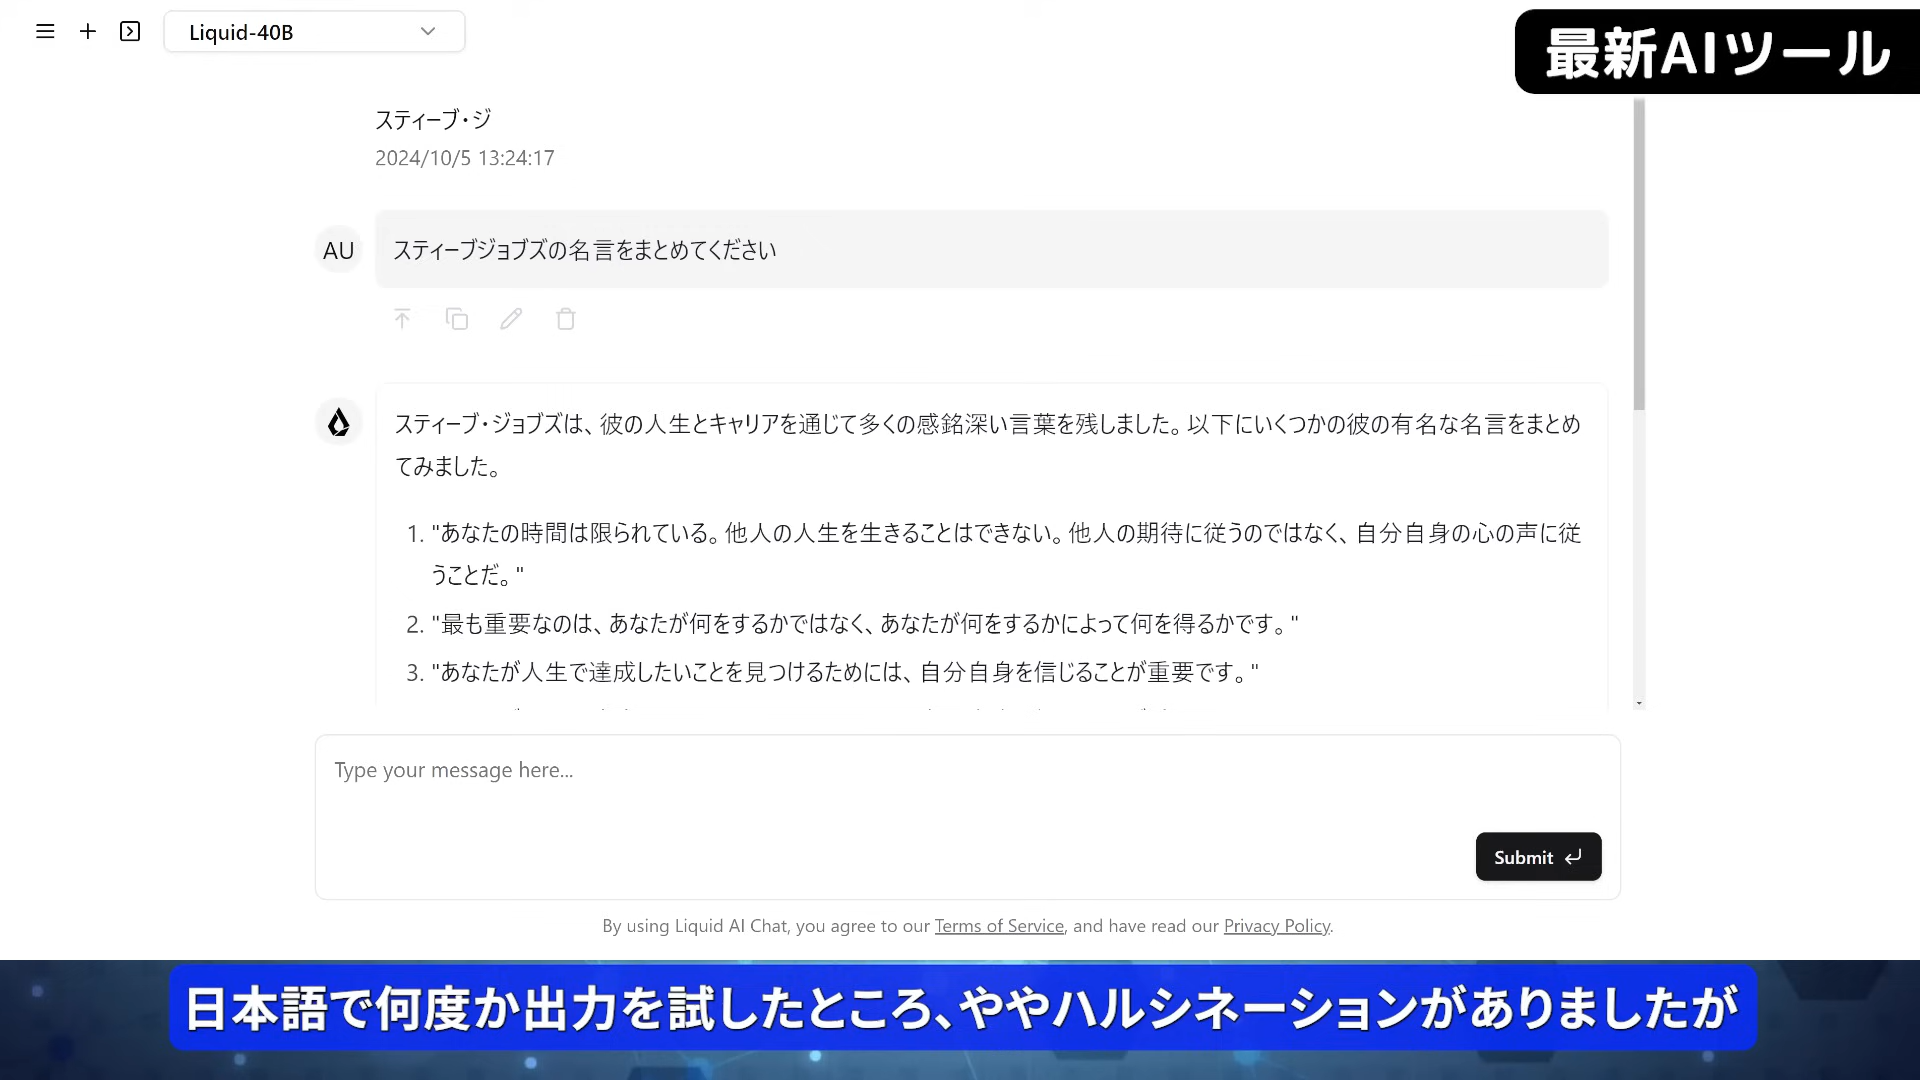 Liquid-40B
最新AIツール
スティーブ・ジ
2024/10/5 13:24:17
AU
スティーブジョブズの名言をまとめてください
スティーブ・ジョブズは、彼の人生とキャリアを通じて多くの感銘深い言葉を残しました。以下にいくつかの彼の有名な名言をまとめ
てみました。
1. "あなたの時間は限られている。他人の人生を生きることはできない。他人の期待に従うのではなく、自分自身の心の声に従
うことだ。"
2. "最も重要なのは、あなたが何をするかではなく、あなたが何をするかによって何を得るかです。"
3. "あなたが人生で達成したいことを見つけるためには、自分自身を信じることが重要です。"
Type your message here...
Submit
By using Liquid AI Chat, you agree to our Terms of Service, and have read our Privacy Policy.
日本語で何度か出力を試したところ、ややハルシネーションがありましたが